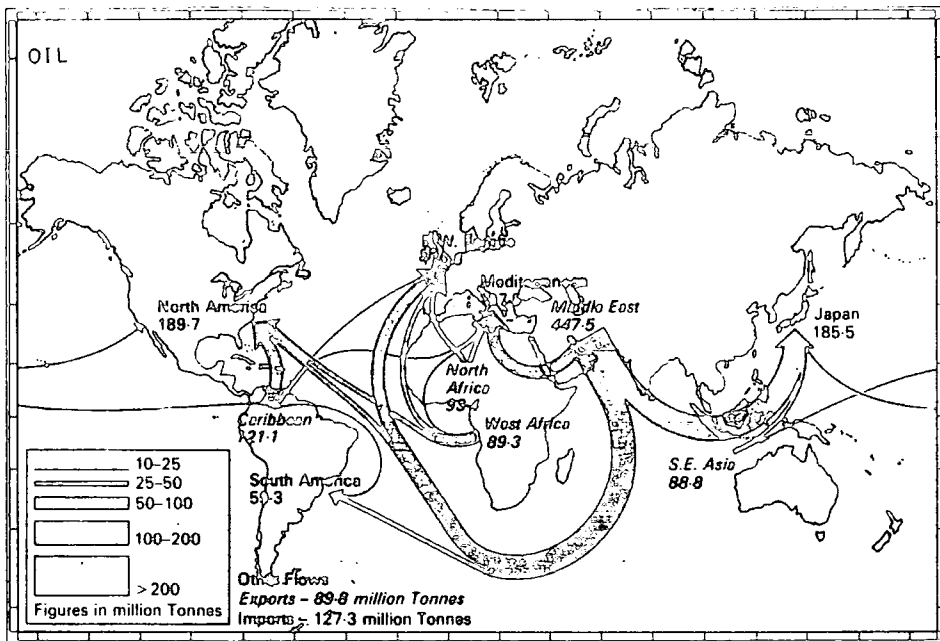 OIL
North America
189·7
Middle East
447·5
Japan
185·5
North
Africa
Caribbean
121·1
West Africa
89·3
S.E. Asia
88·8
South America
10–25
25–50
50–100
100–200
> 200
Figures in million Tonnes
Other Flows
Exports – 89·8 million Tonnes
Imports – 127·3 million Tonnes